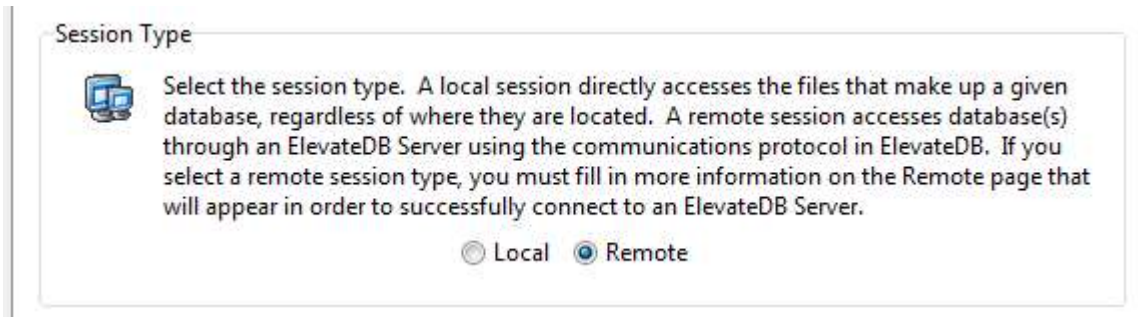 Session Type
Select the session type.  A local session directly accesses the files that make up a given
database, regardless of where they are located.  A remote session accesses database(s)
through an ElevateDB Server using the communications protocol in ElevateDB.  If you
select a remote session type, you must fill in more information on the Remote page that
will appear in order to successfully connect to an ElevateDB Server.
Local Remote